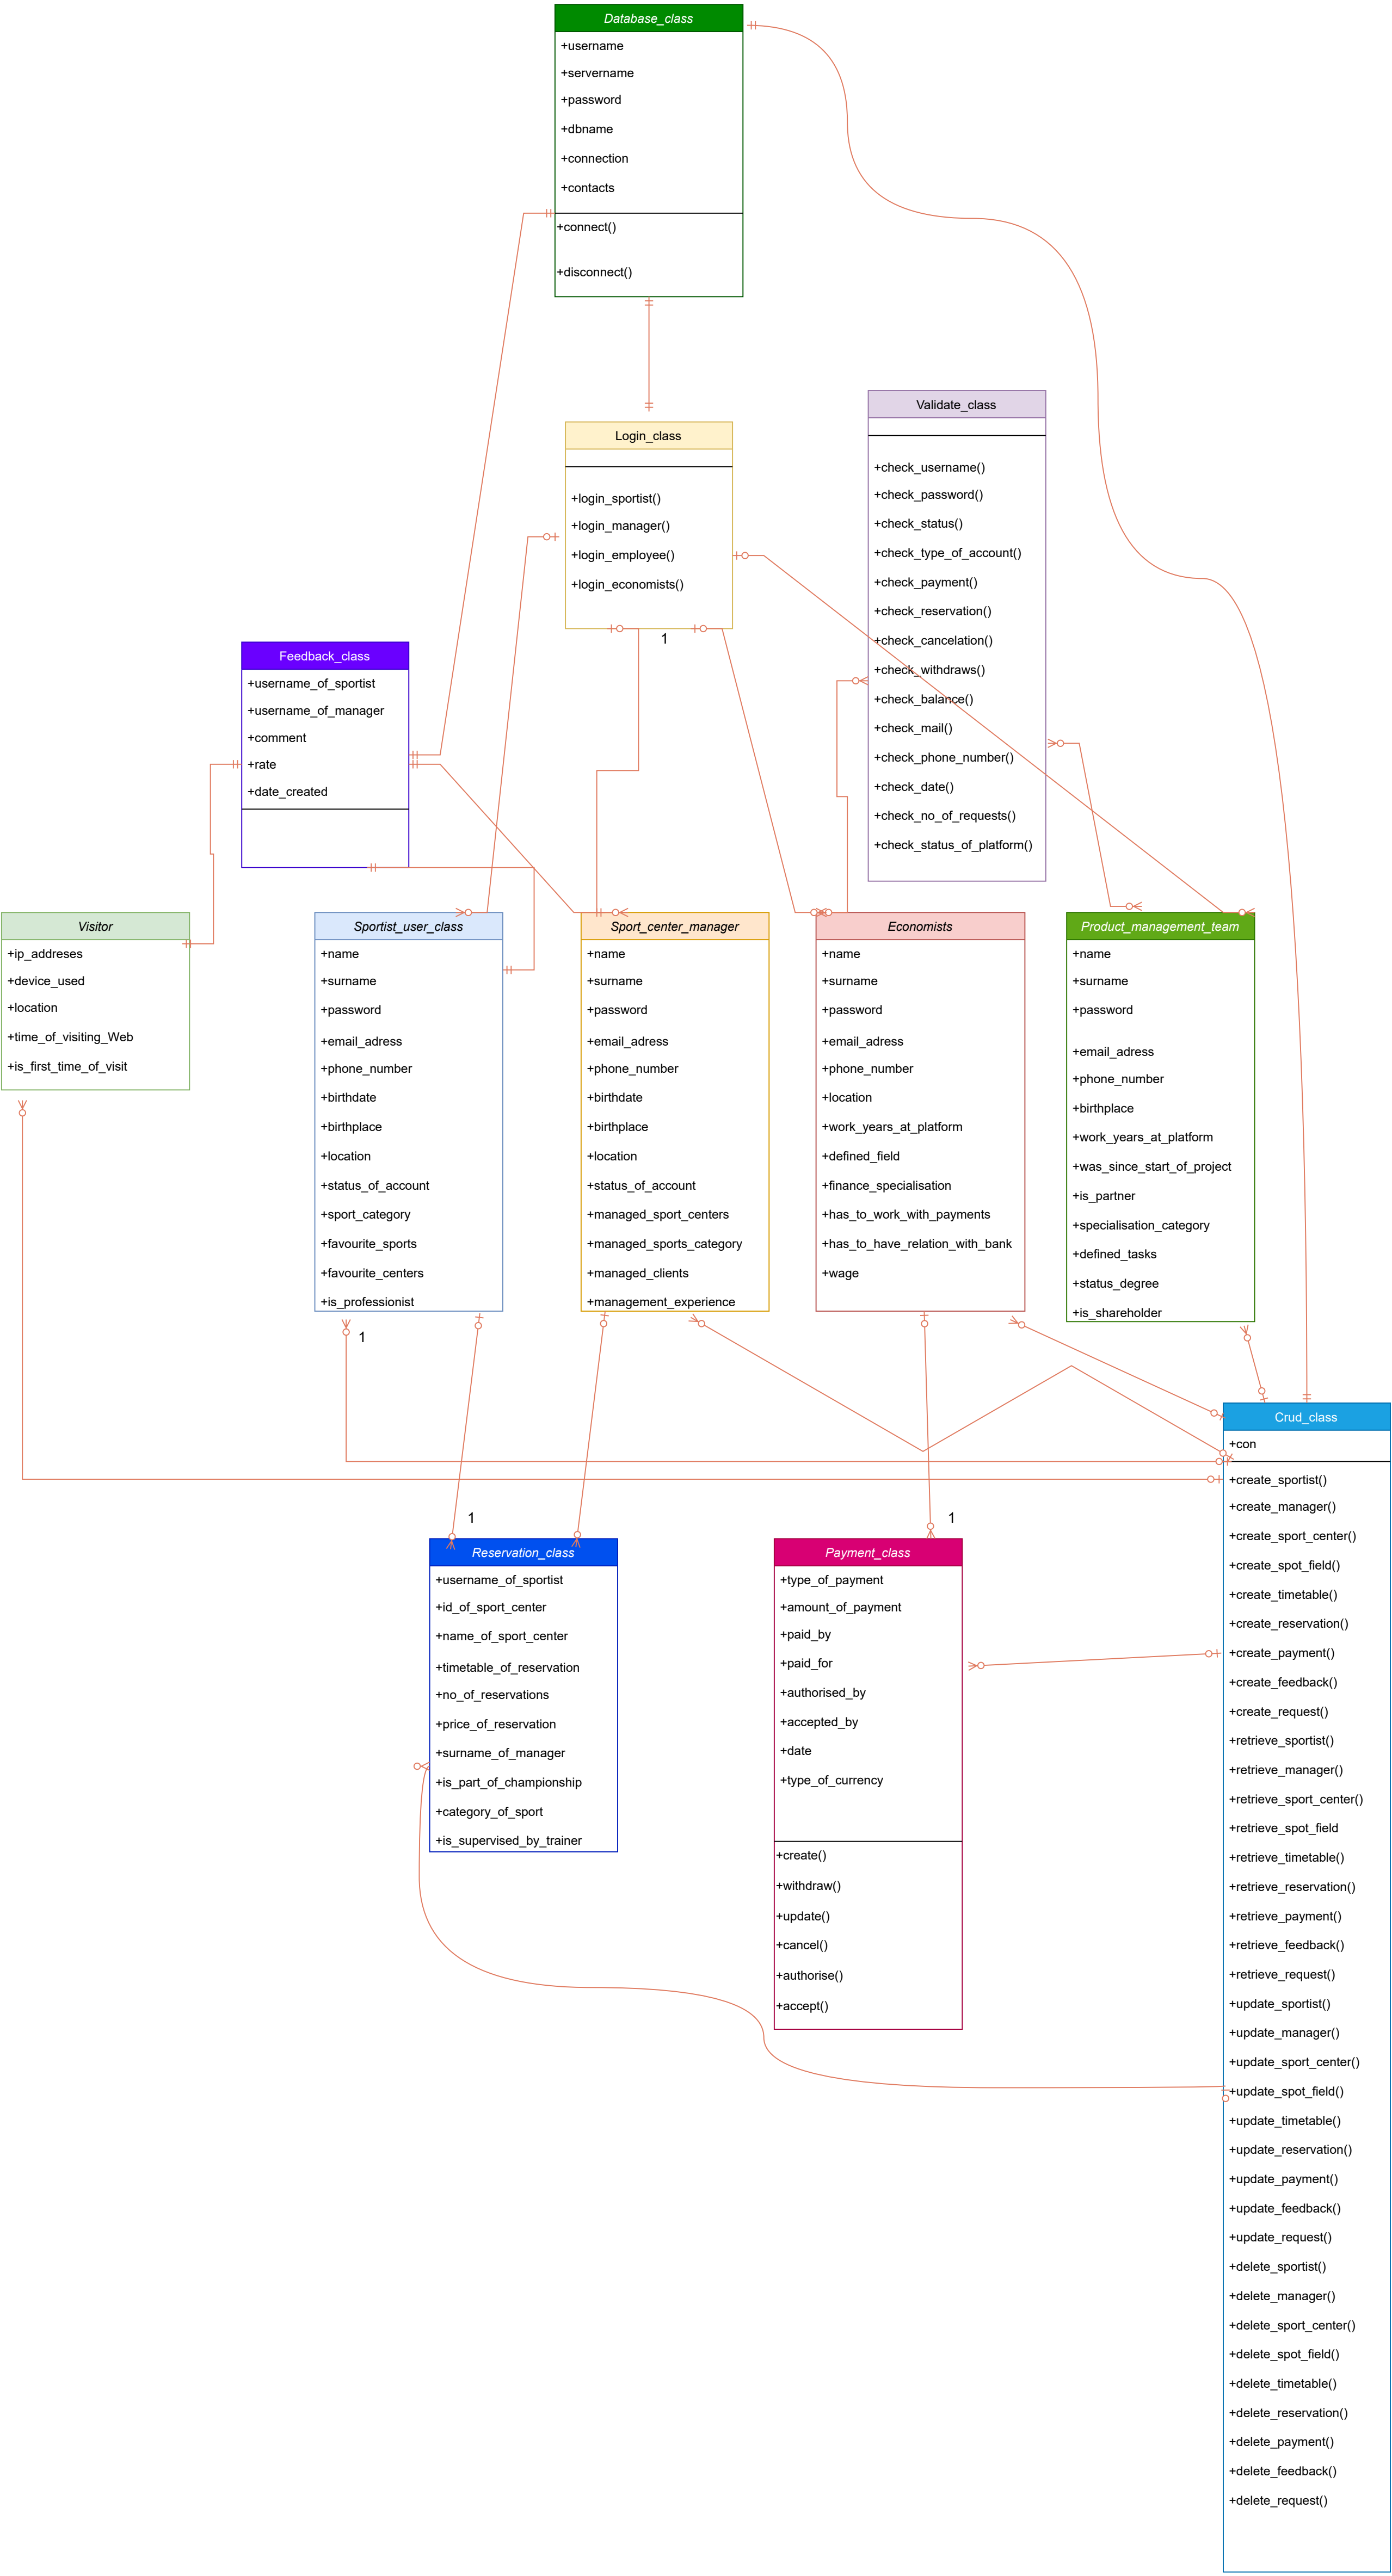 Database_class
+username
+servername
+password
+dbname
+connection
+contacts
+connect()
+disconnect()
Validate_class
+check_username()
+check_password()
+check_status()
+check_type_of_account()
+check_payment()
+check_reservation()
+check_cancelation()
+check_withdraws()
+check_balance()
+check_mail()
+check_phone_number()
+check_date()
+check_no_of_requests()
+check_status_of_platform()
Login_class
+login_sportist()
+login_manager()
+login_employee()
+login_economists()
1
Feedback_class
+username_of_sportist
+username_of_manager
+comment
+rate
+date_created
Visitor
+ip_addreses
+device_used
+location
+time_of_visiting_Web
+is_first_time_of_visit
Sportist_user_class
+name
+surname
+password
+email_adress
+phone_number
+birthdate
+birthplace
+location
+status_of_account
+sport_category
+favourite_sports
+favourite_centers
+is_professionist
1
Sport_center_manager
+name
+surname
+password
+email_adress
+phone_number
+birthdate
+birthplace
+location
+status_of_account
+managed_sport_centers
+managed_sports_category
+managed_clients
+management_experience
Economists
+name
+surname
+password
+email_adress
+phone_number
+location
+work_years_at_platform
+defined_field
+finance_specialisation
+has_to_work_with_payments
+has_to_have_relation_with_bank
+wage
Product_management_team
+name
+surname
+password
+email_adress
+phone_number
+birthplace
+work_years_at_platform
+was_since_start_of_project
+is_partner
+specialisation_category
+defined_tasks
+status_degree
+is_shareholder
1
Reservation_class
+username_of_sportist
+id_of_sport_center
+name_of_sport_center
+timetable_of_reservation
+no_of_reservations
+price_of_reservation
+surname_of_manager
+is_part_of_championship
+category_of_sport
+is_supervised_by_trainer
1
Payment_class
+type_of_payment
+amount_of_payment
+paid_by
+paid_for
+authorised_by
+accepted_by
+date
+type_of_currency
+create()
+withdraw()
+update()
+cancel()
+authorise()
+accept()
Crud_class
+con
+create_sportist()
+create_manager()
+create_sport_center()
+create_spot_field()
+create_timetable()
+create_reservation()
+create_payment()
+create_feedback()
+create_request()
+retrieve_sportist()
+retrieve_manager()
+retrieve_sport_center()
+retrieve_spot_field
+retrieve_timetable()
+retrieve_reservation()
+retrieve_payment()
+retrieve_feedback()
+retrieve_request()
+update_sportist()
+update_manager()
+update_sport_center()
+update_spot_field()
+update_timetable()
+update_reservation()
+update_payment()
+update_feedback()
+update_request()
+delete_sportist()
+delete_manager()
+delete_sport_center()
+delete_spot_field()
+delete_timetable()
+delete_reservation()
+delete_payment()
+delete_feedback()
+delete_request()